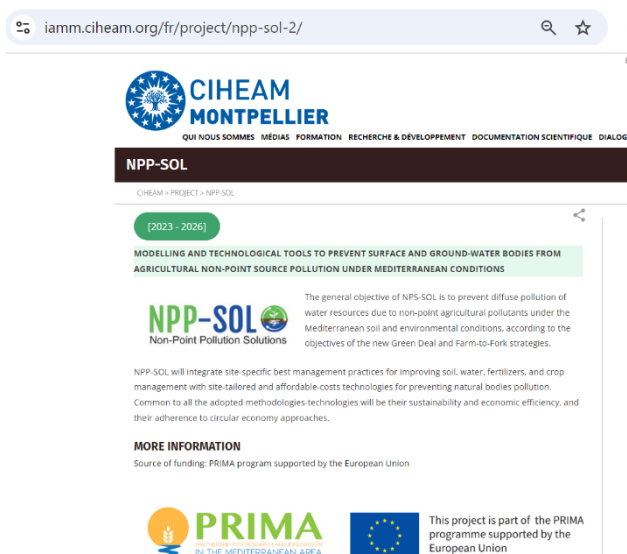 iamm.ciheam.org/fr/project/npp-sol-2/
CIHEAM
MONTPELLIER
QUI NOUS SOMMES MÉDIAS FORMATION RECHERCHE & DÉVELOPPEMENT DOCUMENTATION SCIENTIFIQUE DIALOG
NPP-SOL
CIHEAM > PROJECT > NPP-SOL
[2023 - 2026]
MODELLING AND TECHNOLOGICAL TOOLS TO PREVENT SURFACE AND GROUND-WATER BODIES FROM
AGRICULTURAL NON-POINT SOURCE POLLUTION UNDER MEDITERRANEAN CONDITIONS
NPP-SOL
Non-Point Pollution Solutions
The general objective of NPS-SOL is to prevent diffuse pollution of
water resources due to non-point agricultural pollutants under the
Mediterranean soil and environmental conditions, according to the
objectives of the new Green Deal and Farm-to-Fork strategies.
NPP-SOL will integrate site-specific best management practices for improving soil, water, fertilizers, and crop
management with site-tailored and affordable-costs technologies for preventing natural bodies pollution.
Common to all the adopted methodologies-technologies will be their sustainability and economic efficiency, and
their adherence to circular economy approaches.
MORE INFORMATION
Source of funding: PRIMA program supported by the European Union
PRIMA
PARTNERSHIP FOR RESEARCH AND INNOVATION
IN THE MEDITERRANEAN AREA
This project is part of the PRIMA
programme supported by the
European Union